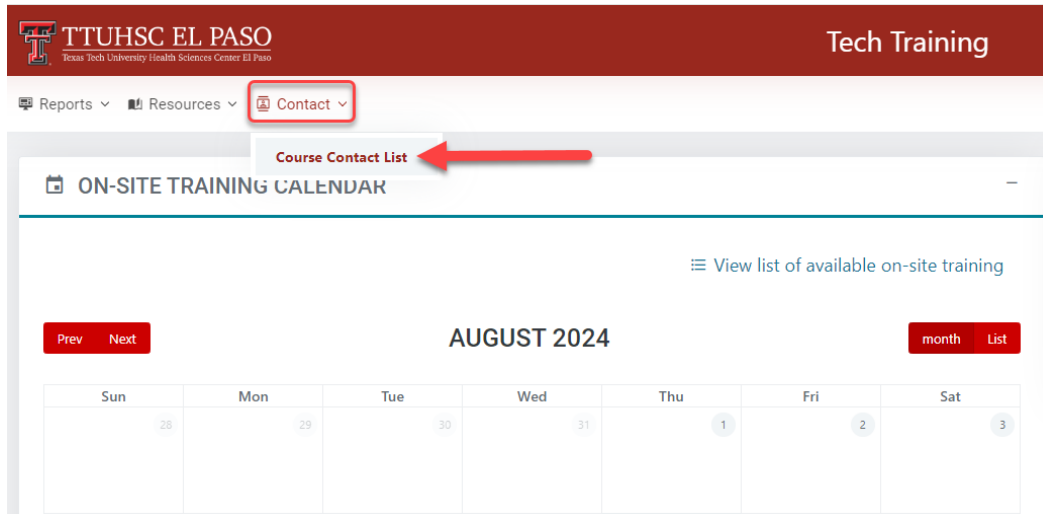 TTUHSC EL PASO
Texas Tech University Health Sciences Center El Paso
Tech Training
Reports
Resources
Contact
Course Contact List
ON-SITE TRAINING CALENDAR
View list of available on-site training
Prev Next
AUGUST 2024
month List
Sun Mon Tue Wed Thu Fri Sat
28 29 30 31 1 2 3